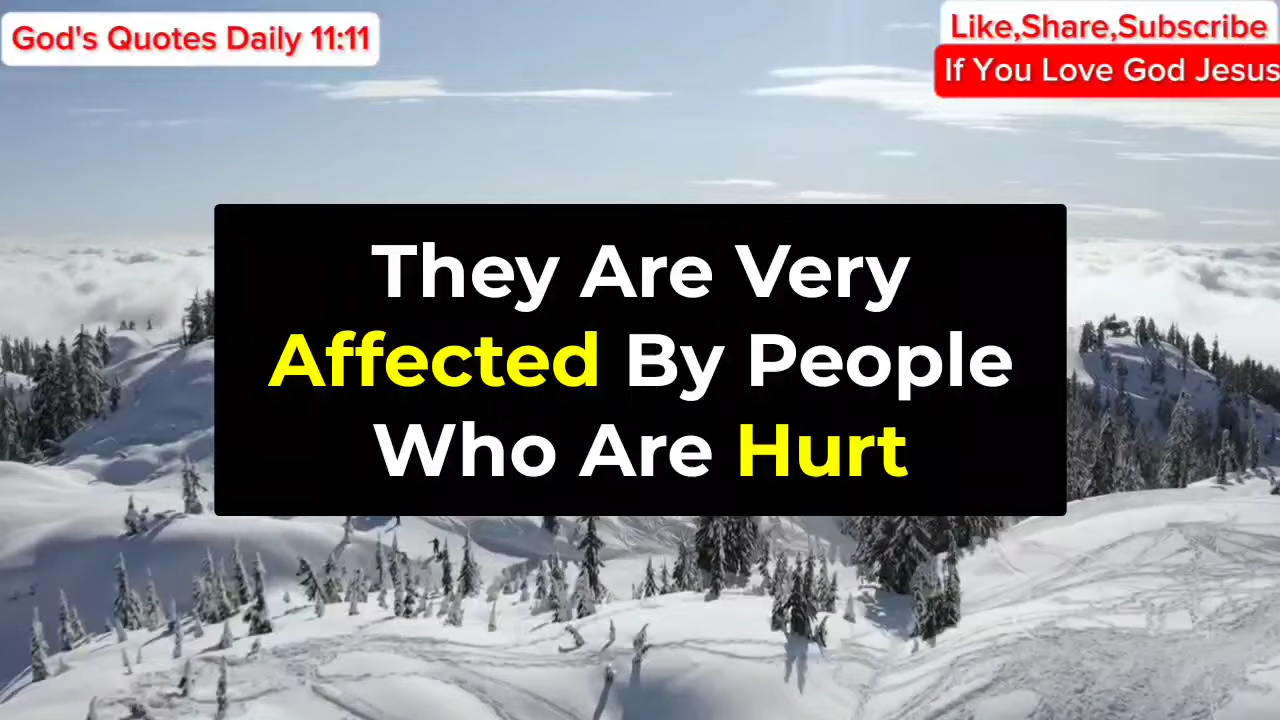 God's Quotes Daily 11:11
Like,Share,Subscribe
If You Love God Jesus
They Are Very
Affected By People
Who Are Hurt